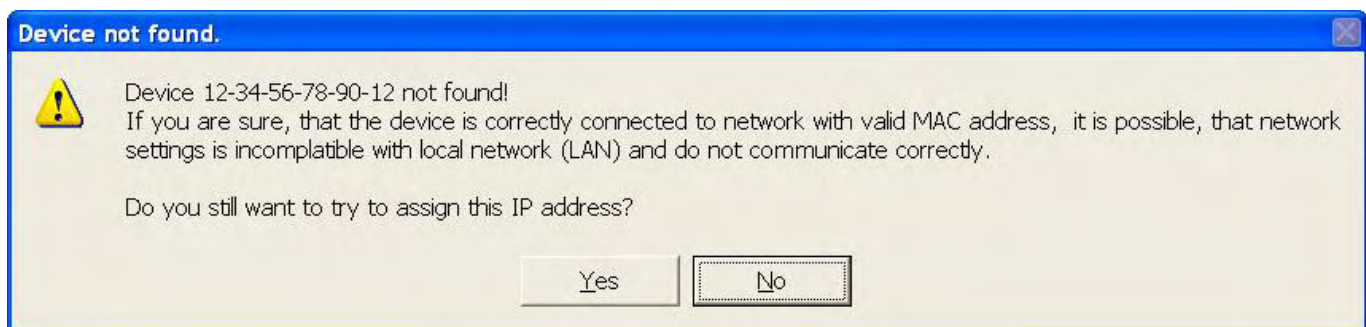 Device not found.
Device 12-34-56-78-90-12 not found!
If you are sure, that the device is correctly connected to network with valid MAC address, it is possible, that network
settings is incomplatible with local network (LAN) and do not communicate correctly.
Do you still want to try to assign this IP address?
Yes
No